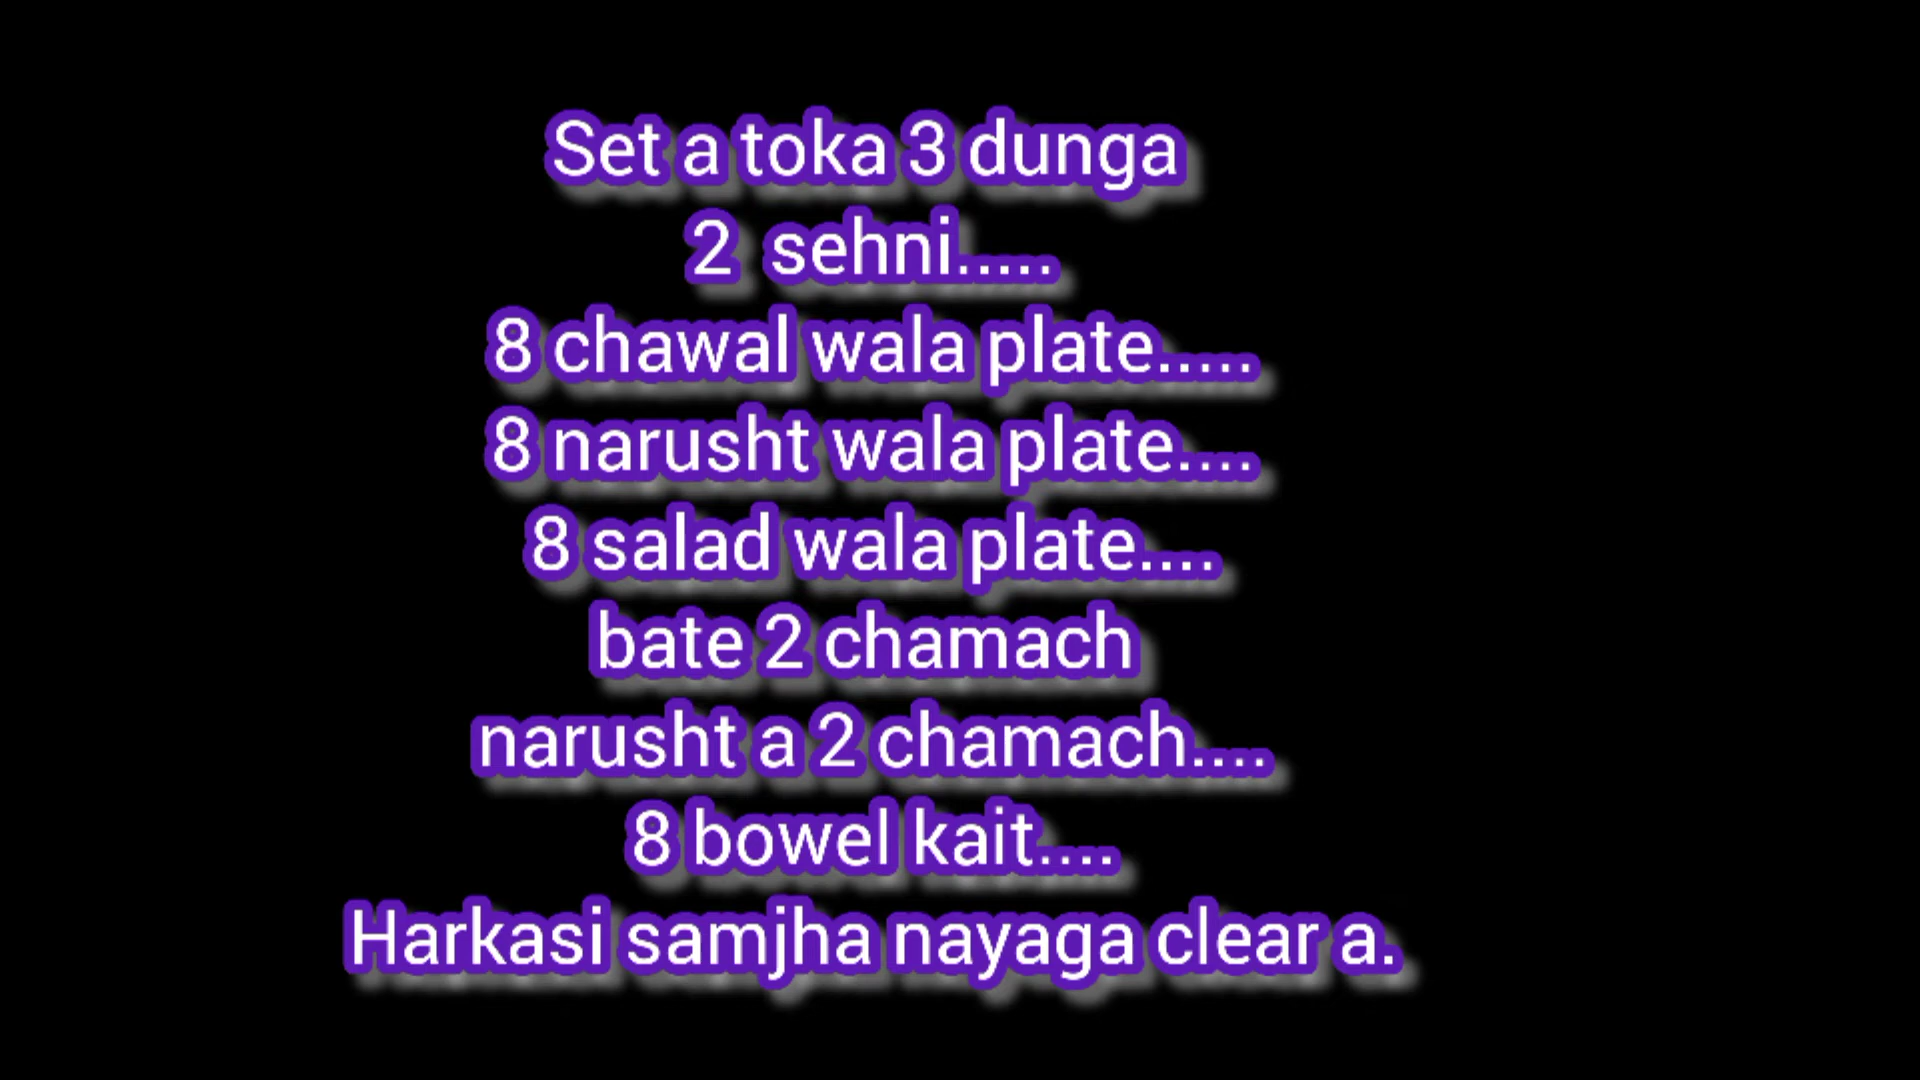 Set a toka 3 dunga
2 sehni.....
8 chawal wala plate.....
8 narusht wala plate....
8 salad wala plate....
bate 2 chamach
narusht a 2 chamach....
8 bowel kait....
Harkasi samjha nayaga clear a.